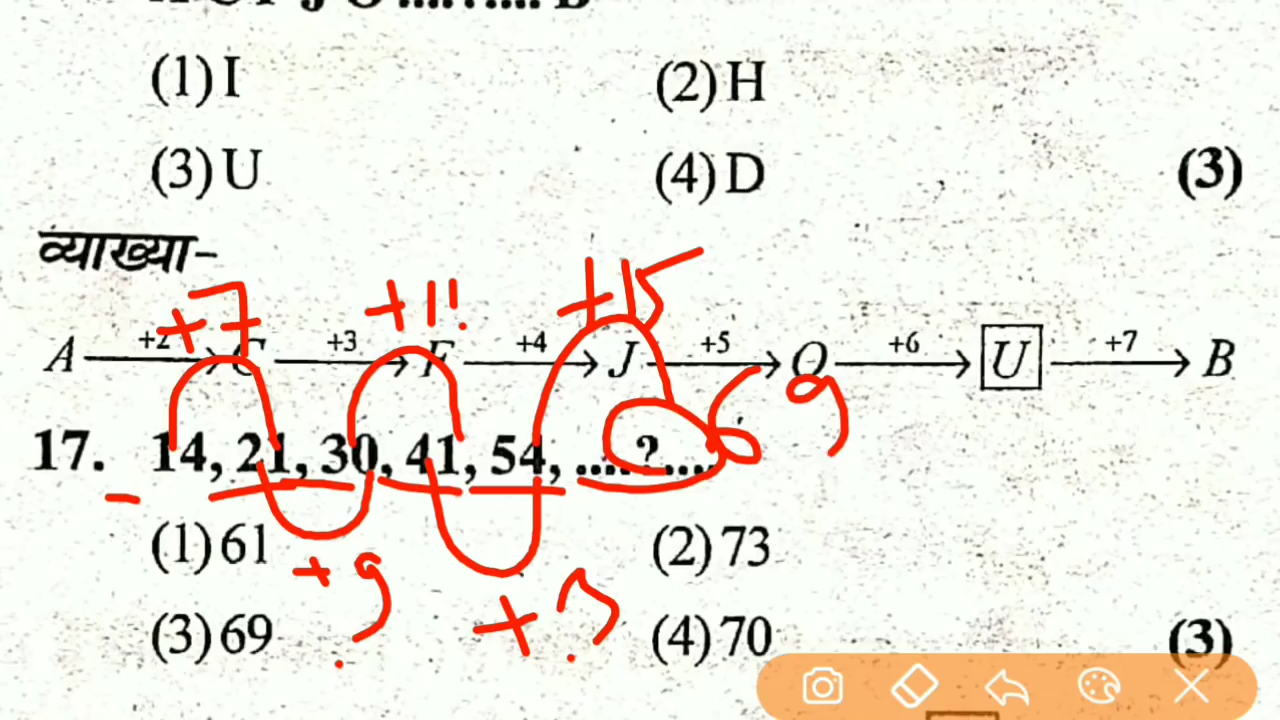 (1) I (2) H
(3) U (4) D (3)
व्याख्या-
+7 +11 +15
A +2 C +3 F +4 J +5 O +6 U +7 B
17. 14, 21, 30, 41, 54, ....?.... 69
(1) 61 (2) 73
+9
(3) 69 (4) 70 (3)